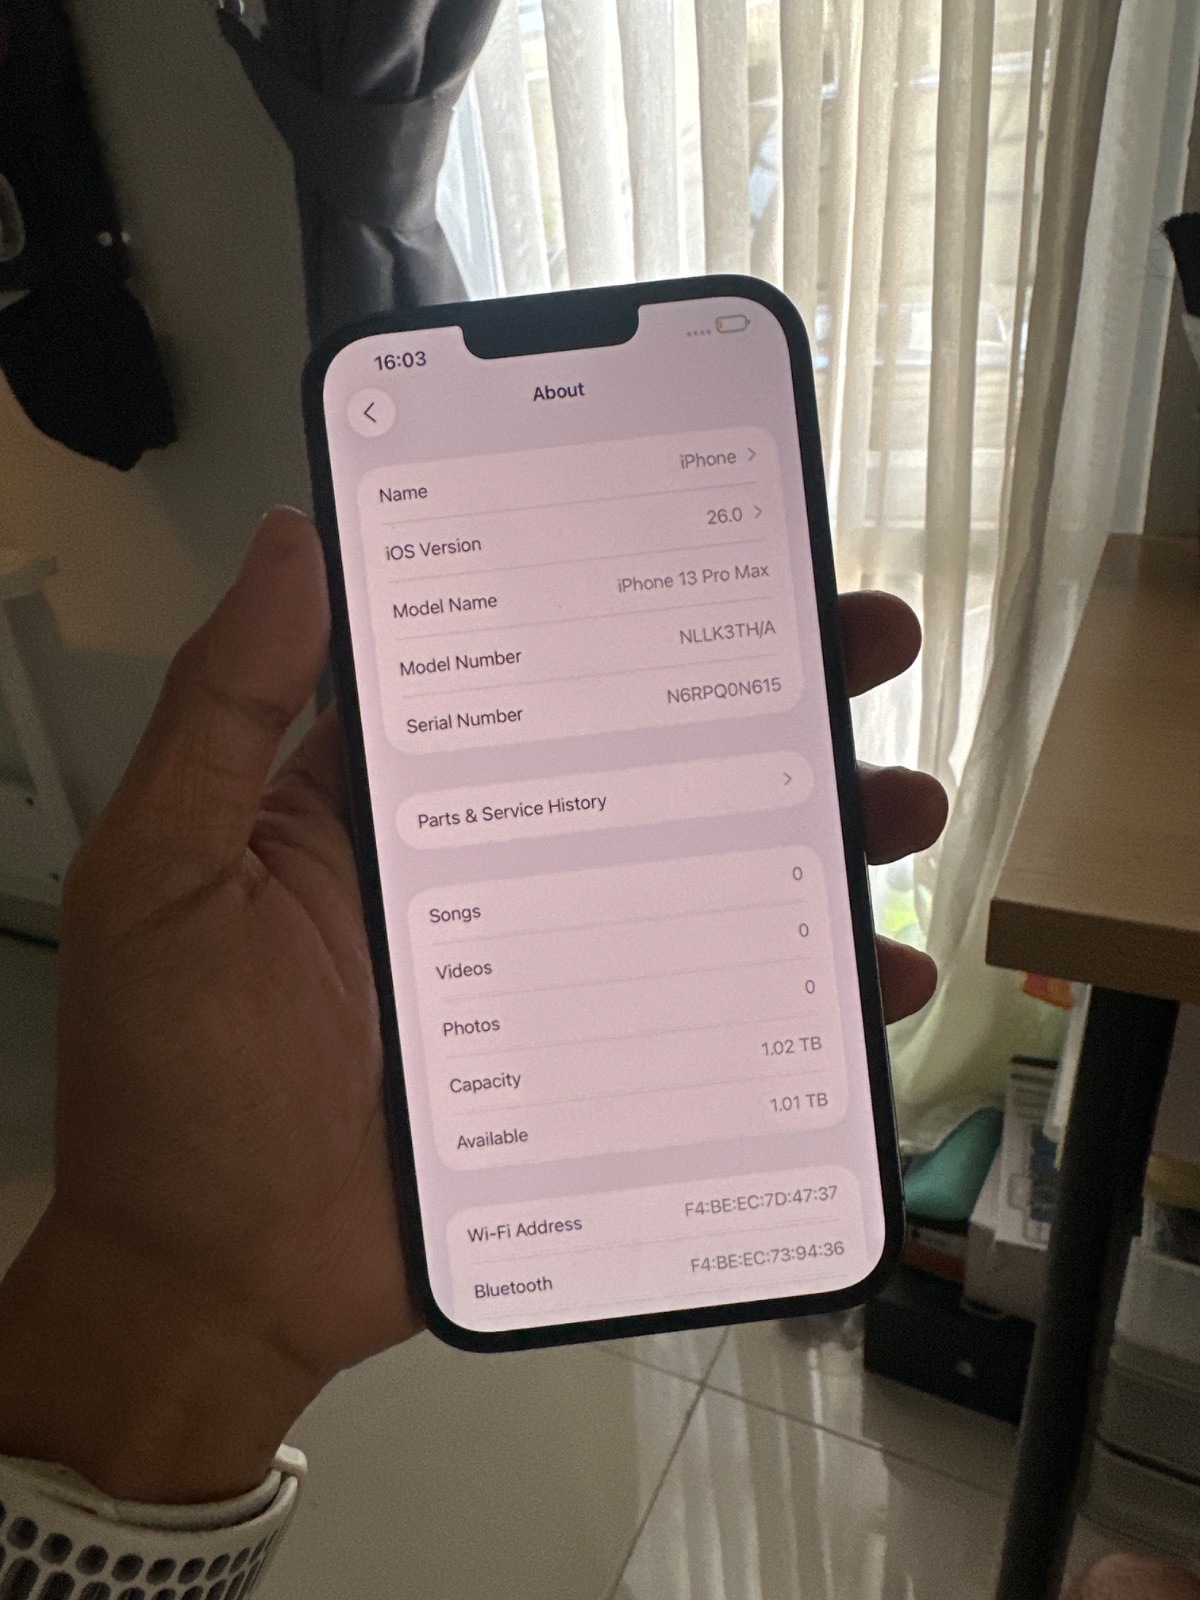 16:03
About
Name iPhone
iOS Version 26.0
Model Name iPhone 13 Pro Max
Model Number NLLK3TH/A
Serial Number N6RPQ0N615
Parts & Service History
Songs 0
Videos 0
Photos 0
Capacity 1.02 TB
Available 1.01 TB
Wi-Fi Address F4:BE:EC:7D:47:37
Bluetooth F4:BE:EC:73:94:36